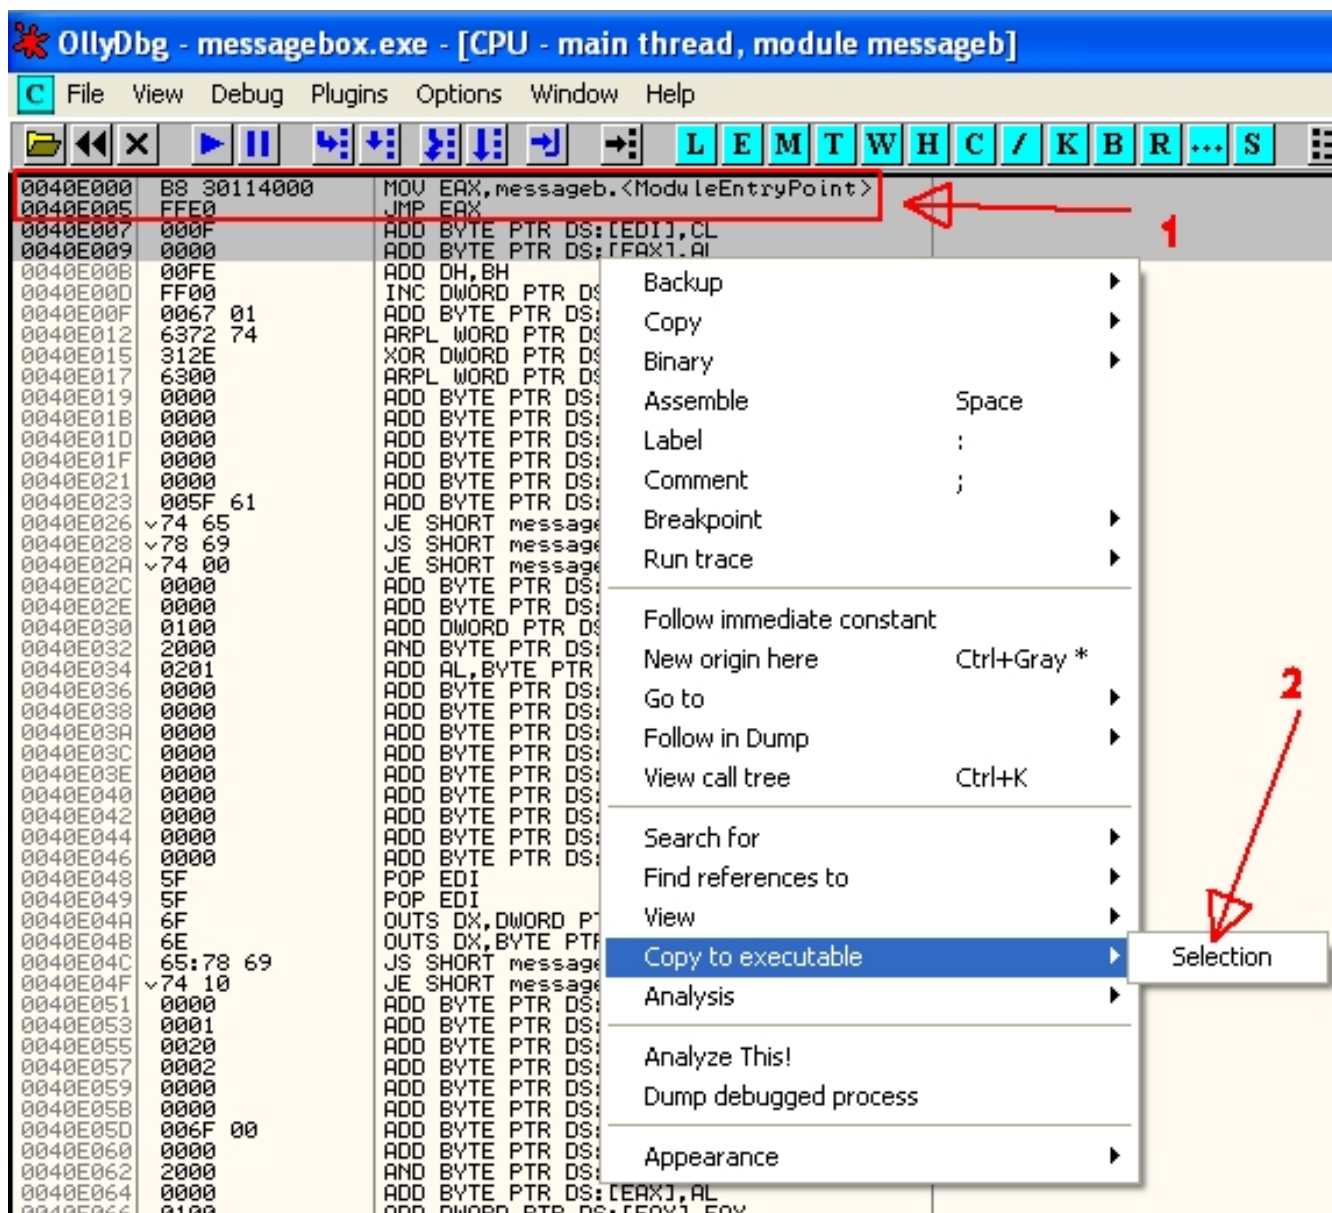 OllyDbg - messagebox.exe - [CPU - main thread, module messageb]
C File View Debug Plugins Options Window Help
L E M T W H C / K B R ... S
0040E000 B8 30114000 MOV EAX,messageb.<ModuleEntryPoint>
0040E005 FFE0 JMP EAX
1
0040E007 000F ADD BYTE PTR DS:[EDI],CL
0040E009 0000 ADD BYTE PTR DS:[EAX],AL
0040E00B 00FE ADD DH,BH
0040E00D FF00 INC DWORD PTR DS
0040E00F 0067 01 ADD BYTE PTR DS:
0040E012 6372 74 ARPL WORD PTR DS
0040E015 312E XOR DWORD PTR DS
0040E017 6300 ARPL WORD PTR DS
0040E019 0000 ADD BYTE PTR DS:
0040E01B 0000 ADD BYTE PTR DS:
0040E01D 0000 ADD BYTE PTR DS:
0040E01F 0000 ADD BYTE PTR DS:
0040E021 0000 ADD BYTE PTR DS:
0040E023 005F 61 ADD BYTE PTR DS:
0040E026 74 65 JE SHORT message
0040E028 78 69 JS SHORT message
0040E02A 74 00 JE SHORT message
0040E02C 0000 ADD BYTE PTR DS:
0040E02E 0000 ADD BYTE PTR DS:
0040E030 0100 ADD DWORD PTR DS
0040E032 2000 AND BYTE PTR DS:
0040E034 0201 ADD AL,BYTE PTR
0040E036 0000 ADD BYTE PTR DS:
0040E038 0000 ADD BYTE PTR DS:
0040E03A 0000 ADD BYTE PTR DS:
0040E03C 0000 ADD BYTE PTR DS:
0040E03E 0000 ADD BYTE PTR DS:
0040E040 0000 ADD BYTE PTR DS:
0040E042 0000 ADD BYTE PTR DS:
0040E044 0000 ADD BYTE PTR DS:
0040E046 0000 ADD BYTE PTR DS:
0040E048 5F POP EDI
0040E049 5F POP EDI
0040E04A 6F OUTS DX,DWORD PT
0040E04B 6E OUTS DX,BYTE PTR
0040E04C 65:78 69 JS SHORT message
0040E04F 74 10 JE SHORT message
0040E051 0000 ADD BYTE PTR DS:
0040E053 0001 ADD BYTE PTR DS:
0040E055 0020 ADD BYTE PTR DS:
0040E057 0002 ADD BYTE PTR DS:
0040E059 0000 ADD BYTE PTR DS:
0040E05B 0000 ADD BYTE PTR DS:
0040E05D 006F 00 ADD BYTE PTR DS:
0040E060 0000 ADD BYTE PTR DS:
0040E062 2000 AND BYTE PTR DS:
0040E064 0000 ADD BYTE PTR DS:[EAX],AL
0040E066 0100 ADD DWORD PTR DS:[EAX],EAX
Backup
Copy
Binary
Assemble Space
Label :
Comment ;
Breakpoint
Run trace
Follow immediate constant
New origin here Ctrl+Gray *
Go to
Follow in Dump
View call tree Ctrl+K
Search for
Find references to
View
Copy to executable
Analysis
Analyze This!
Dump debugged process
Appearance
2
Selection